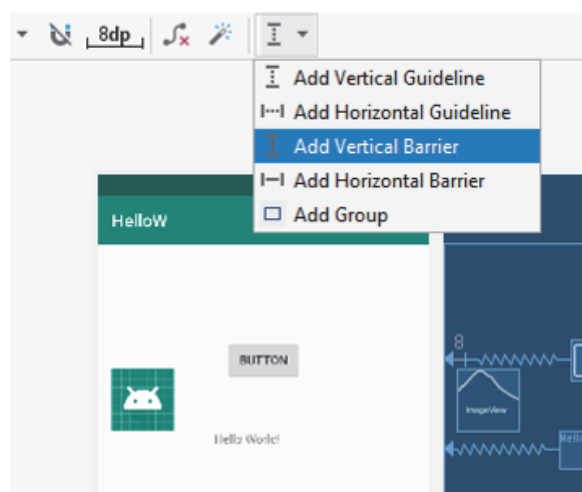 8dp
Add Vertical Guideline
Add Horizontal Guideline
Add Vertical Barrier
Add Horizontal Barrier
Add Group
HelloW
8
BUTTON
ImageView
Hello World!
Hello